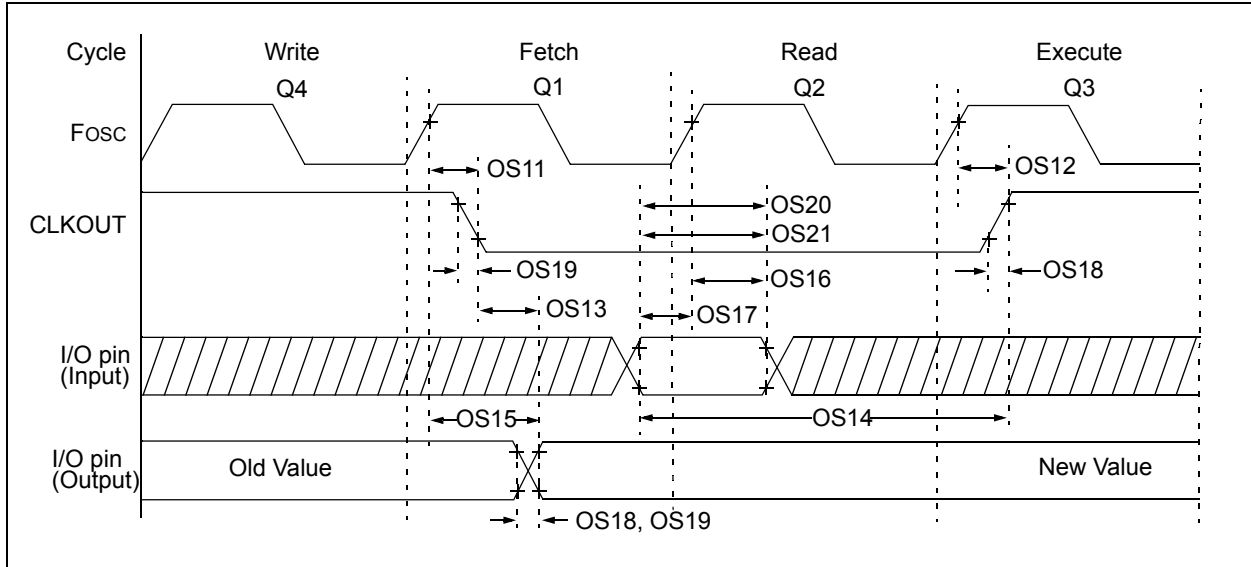 Cycle Write Fetch Read Execute
Q4 Q1 Q2 Q3
FOSC
OS11 OS12
OS20
CLKOUT
OS21
OS19 OS16 OS18
OS13 OS17
I/O pin
(Input)
OS15 OS14
I/O pin
(Output) Old Value New Value
OS18, OS19